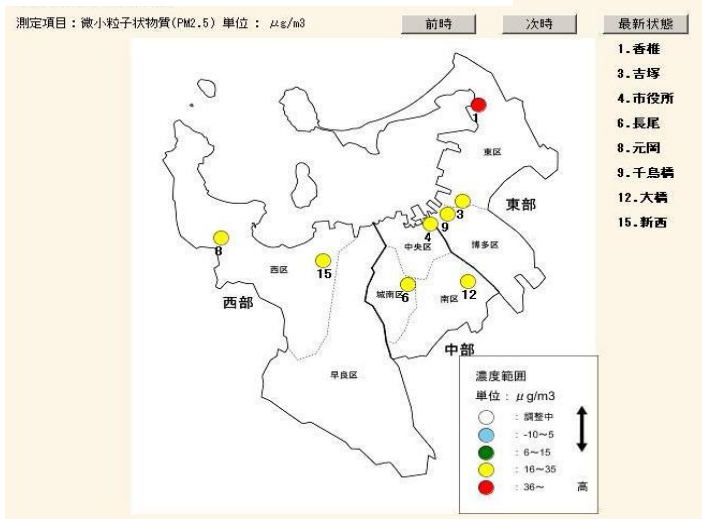 測定項目：微小粒子状物質(PM2.5) 単位： μg/m3
前時
次時
最新状態
1.香椎
3.吉塚
4.市役所
6.長尾
8.元岡
9.千鳥橋
12.大橋
15.新西
1
東区
3
東部
9
4
中央区
博多区
8
西区
15
西部
城南区
6
南区
12
中部
早良区
濃度範囲
単位： μg/m3
：調整中
：-10～5
：6～15
：16～35
：36～ 高